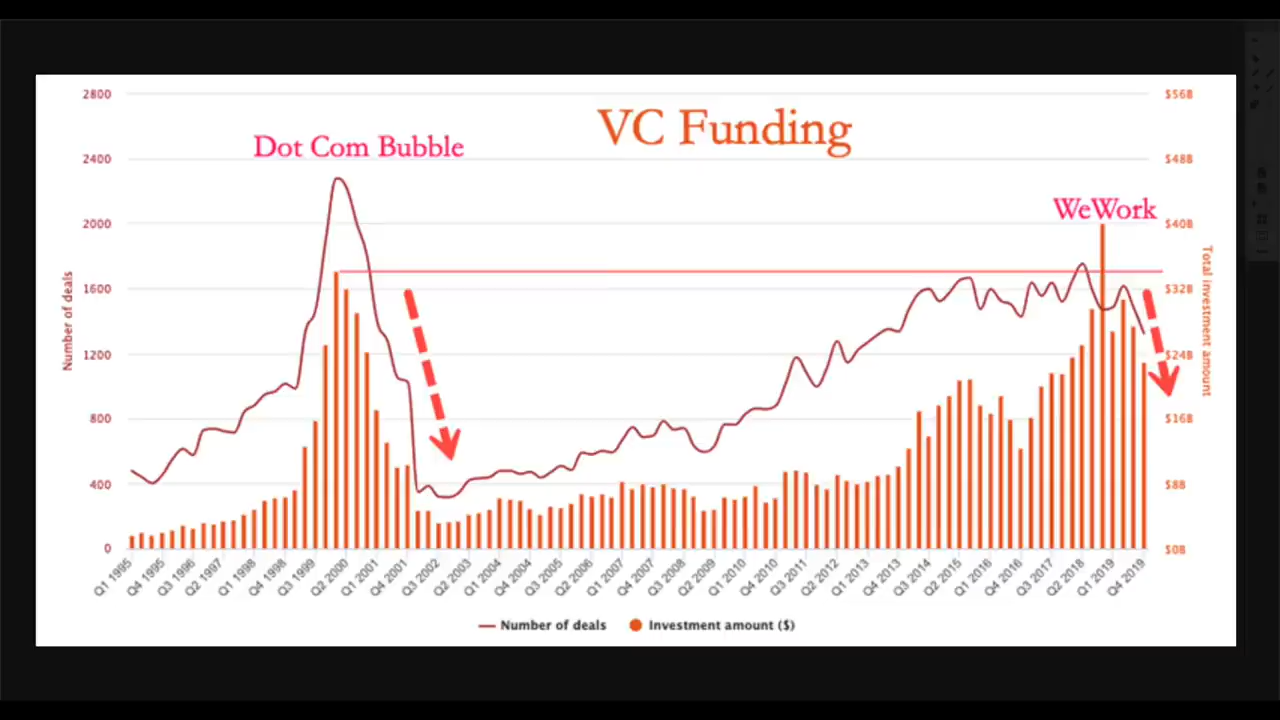 VC Funding
Dot Com Bubble
WeWork
2800
2400
2000
1600
1200
800
400
0
Number of deals
$56B
$48B
$40B
$32B
$24B
$16B
$8B
$0B
Total investment amount
Q1 1995
Q4 1995
Q3 1996
Q2 1997
Q1 1998
Q4 1998
Q3 1999
Q2 2000
Q1 2001
Q4 2001
Q3 2002
Q2 2003
Q1 2004
Q4 2004
Q3 2005
Q2 2006
Q1 2007
Q4 2007
Q3 2008
Q2 2009
Q1 2010
Q4 2010
Q3 2011
Q2 2012
Q1 2013
Q4 2013
Q3 2014
Q2 2015
Q1 2016
Q4 2016
Q3 2017
Q2 2018
Q1 2019
Q4 2019
Number of deals
Investment amount ($)